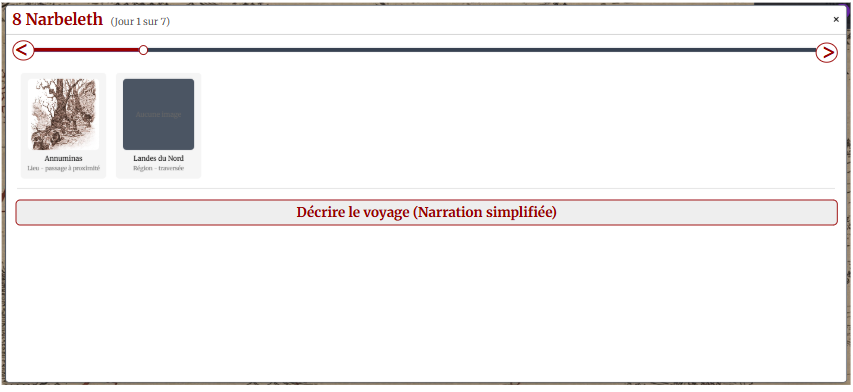 8 Narbeleth (Jour 1 sur 7)
×
< >
Annuminas
Lieu - passage à proximité
Landes du Nord
Région - traversée
Décrire le voyage (Narration simplifiée)